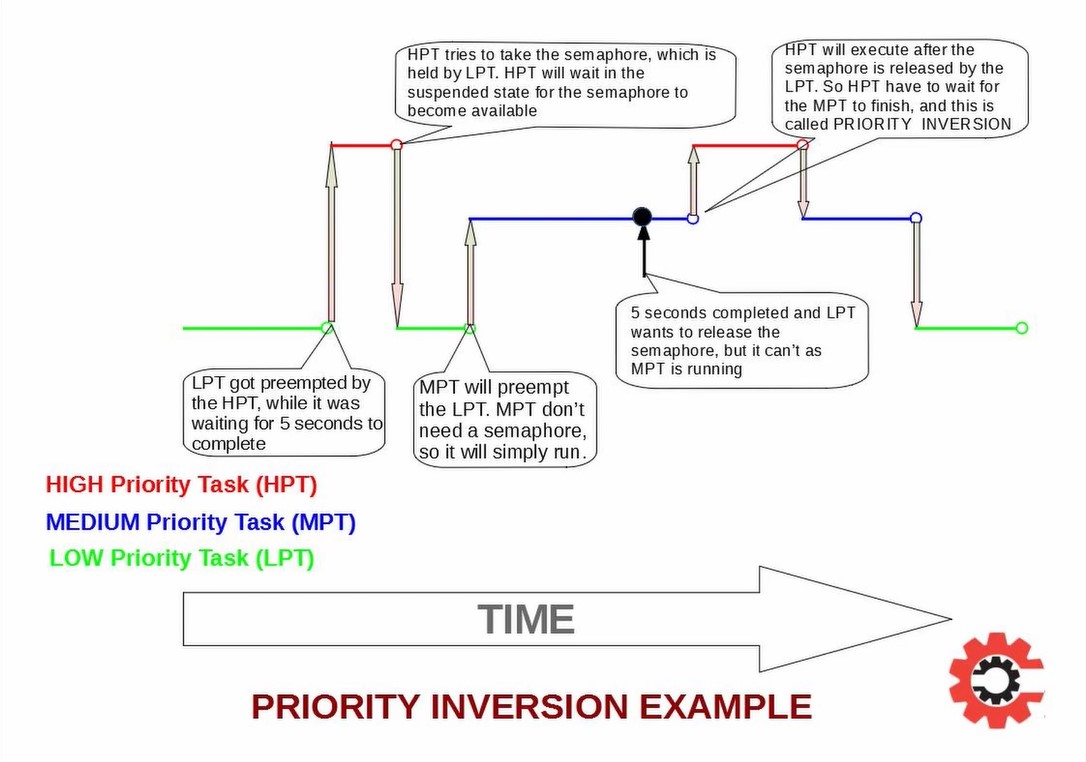 HPT tries to take the semaphore, which is
held by LPT. HPT will wait in the
suspended state for the semaphore to
become available
HPT will execute after the
semaphore is released by the
LPT. So HPT have to wait for
the MPT to finish, and this is
called PRIORITY INVERSION
5 seconds completed and LPT
wants to release the
semaphore, but it can't as
MPT is running
LPT got preempted by
the HPT, while it was
waiting for 5 seconds to
complete
MPT will preempt
the LPT. MPT don't
need a semaphore,
so it will simply run.
HIGH Priority Task (HPT)
MEDIUM Priority Task (MPT)
LOW Priority Task (LPT)
TIME
PRIORITY INVERSION EXAMPLE